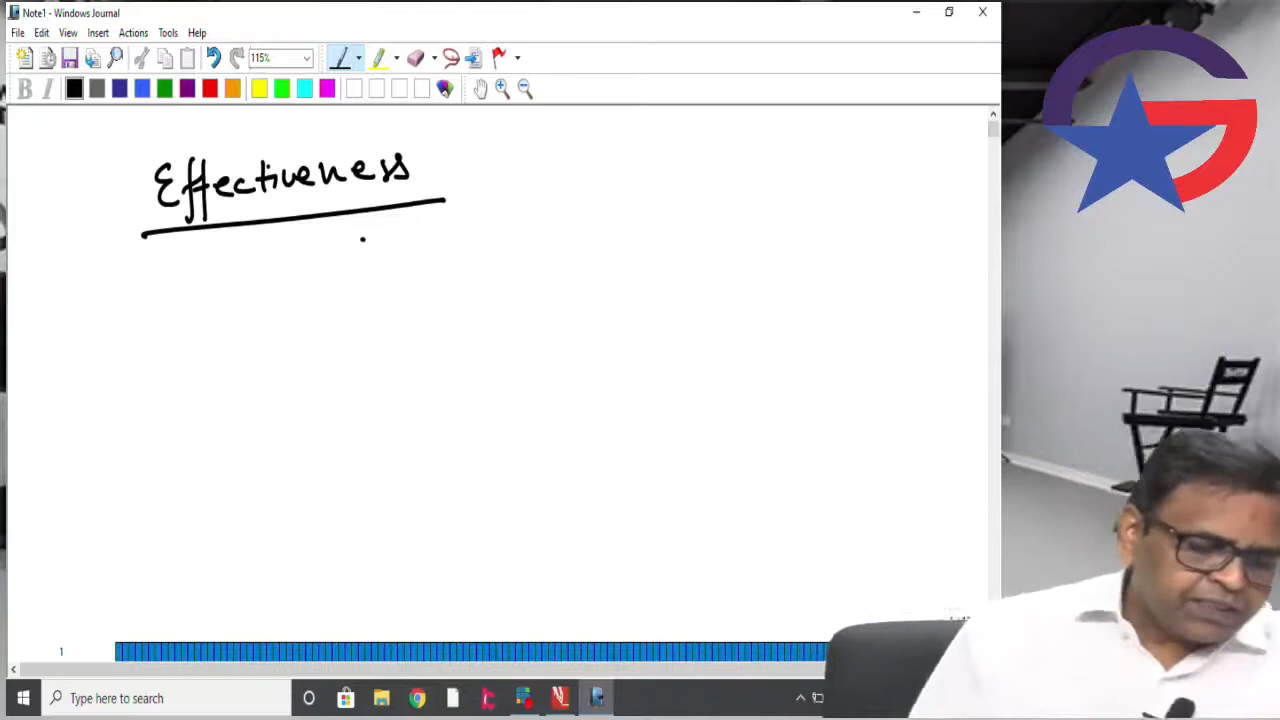 Note1 - Windows Journal
File Edit View Insert Actions Tools Help
115%
B I
Effectiveness
1
Type here to search